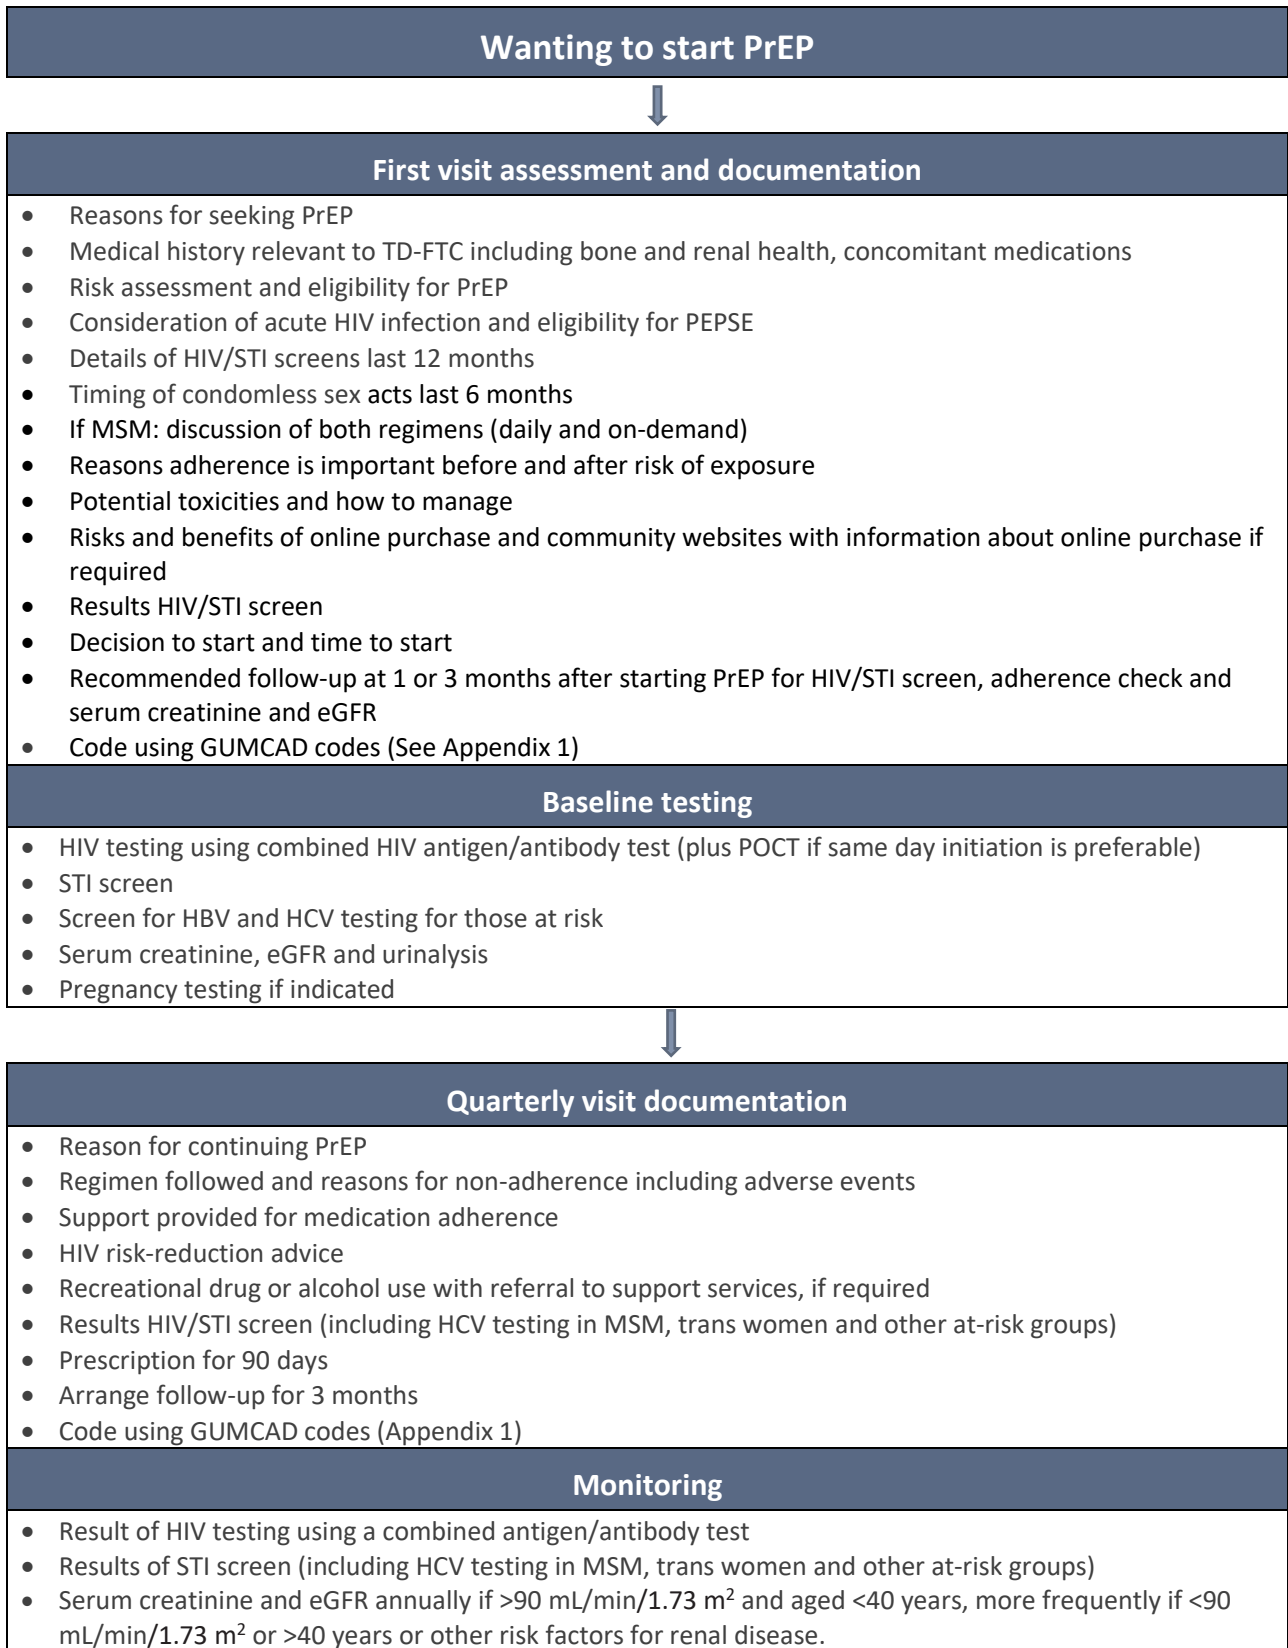 Wanting to start PrEP
First visit assessment and documentation
• Reasons for seeking PrEP
• Medical history relevant to TD-FTC including bone and renal health, concomitant medications
• Risk assessment and eligibility for PrEP
• Consideration of acute HIV infection and eligibility for PEPSE
• Details of HIV/STI screens last 12 months
• Timing of condomless sex acts last 6 months
• If MSM: discussion of both regimens (daily and on-demand)
• Reasons adherence is important before and after risk of exposure
• Potential toxicities and how to manage
• Risks and benefits of online purchase and community websites with information about online purchase if
required
• Results HIV/STI screen
• Decision to start and time to start
• Recommended follow-up at 1 or 3 months after starting PrEP for HIV/STI screen, adherence check and
serum creatinine and eGFR
• Code using GUMCAD codes (See Appendix 1)
Baseline testing
• HIV testing using combined HIV antigen/antibody test (plus POCT if same day initiation is preferable)
• STI screen
• Screen for HBV and HCV testing for those at risk
• Serum creatinine, eGFR and urinalysis
• Pregnancy testing if indicated
Quarterly visit documentation
• Reason for continuing PrEP
• Regimen followed and reasons for non-adherence including adverse events
• Support provided for medication adherence
• HIV risk-reduction advice
• Recreational drug or alcohol use with referral to support services, if required
• Results HIV/STI screen (including HCV testing in MSM, trans women and other at-risk groups)
• Prescription for 90 days
• Arrange follow-up for 3 months
• Code using GUMCAD codes (Appendix 1)
Monitoring
• Result of HIV testing using a combined antigen/antibody test
• Results of STI screen (including HCV testing in MSM, trans women and other at-risk groups)
• Serum creatinine and eGFR annually if >90 mL/min/1.73 m² and aged <40 years, more frequently if <90
mL/min/1.73 m² or >40 years or other risk factors for renal disease.